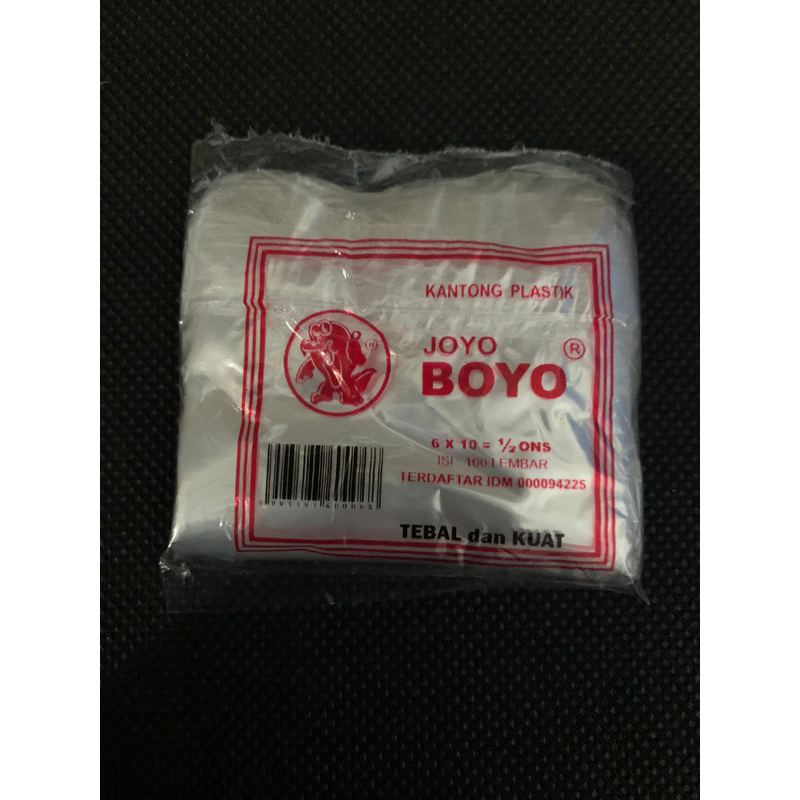 KANTONG PLASTIK
JOYO ®
BOYO
6 X 10 = ½ ONS
ISI 100 LEMBAR
TERDAFTAR IDM 000094225
TEBAL dan KUAT